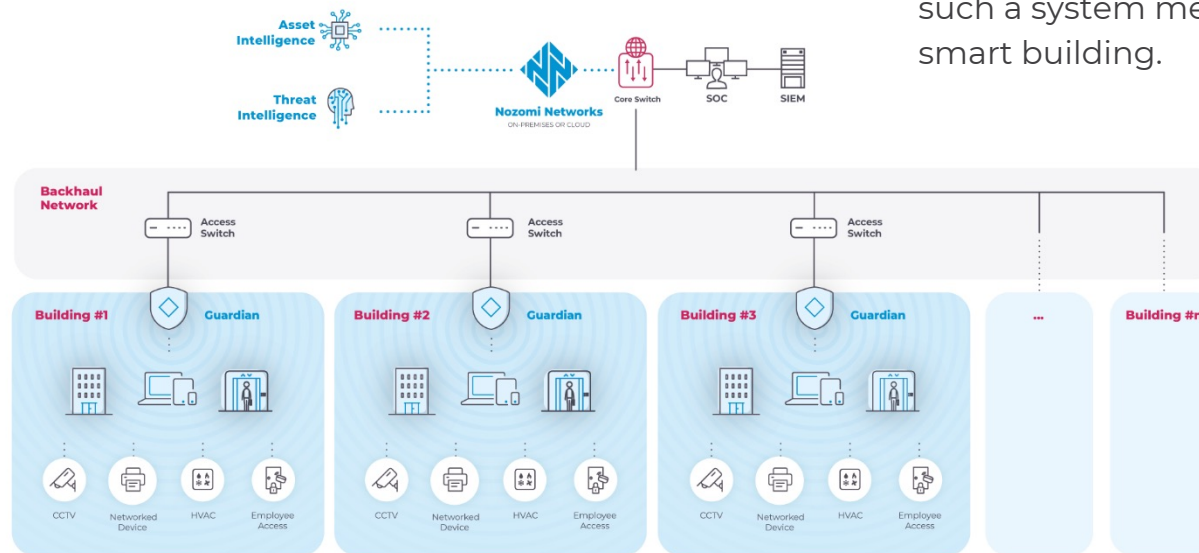 such a system me
smart building.
Asset
Intelligence
Threat
Intelligence
Nozomi Networks
ON-PREMISES OR CLOUD
Core Switch
SOC
SIEM
Backhaul
Network
Access
Switch
Access
Switch
Access
Switch
Building #1
Guardian
Building #2
Guardian
Building #3
Guardian
...
Building #n
CCTV
Networked
Device
HVAC
Employee
Access
CCTV
Networked
Device
HVAC
Employee
Access
CCTV
Networked
Device
HVAC
Employee
Access